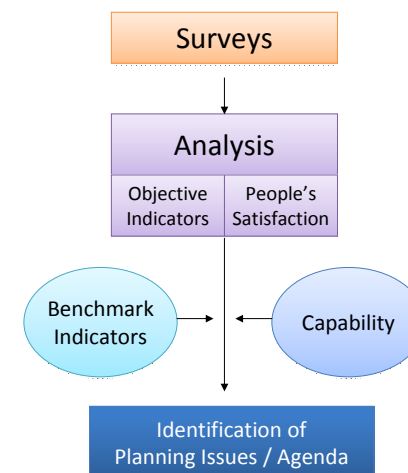 Surveys
Analysis
Objective
Indicators
People's
Satisfaction
Benchmark
Indicators
Capability
Identification of
Planning Issues / Agenda